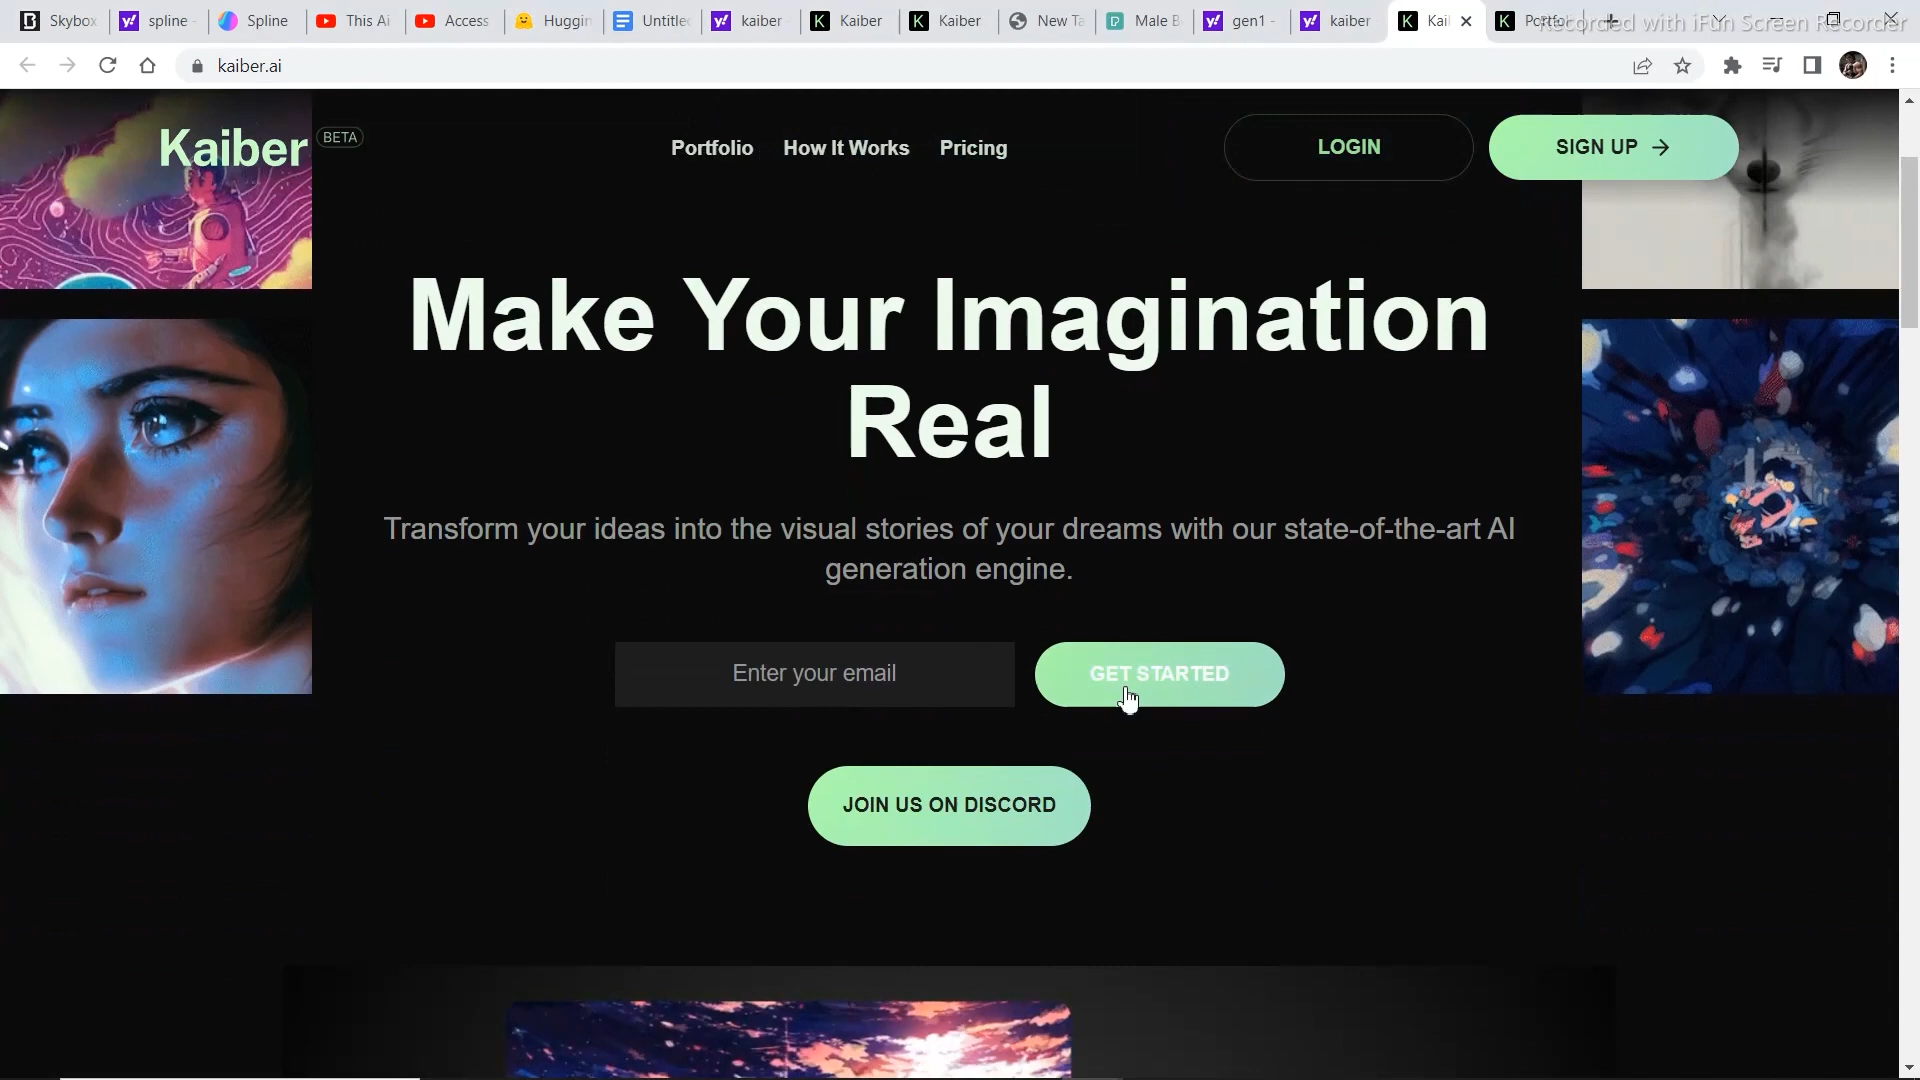 Skybox
spline -
Spline
This Ai
Access
Huggin
Untitle
kaiber -
Kaiber
Kaiber
New Ta
Male B
gen1 -
kaiber
Kai
Portfo
Recorded with iFun Screen Recorder
kaiber.ai
Kaiber BETA
Portfolio
How It Works
Pricing
LOGIN
SIGN UP →
Make Your Imagination
Real
Transform your ideas into the visual stories of your dreams with our state-of-the-art AI
generation engine.
Enter your email
GET STARTED
JOIN US ON DISCORD